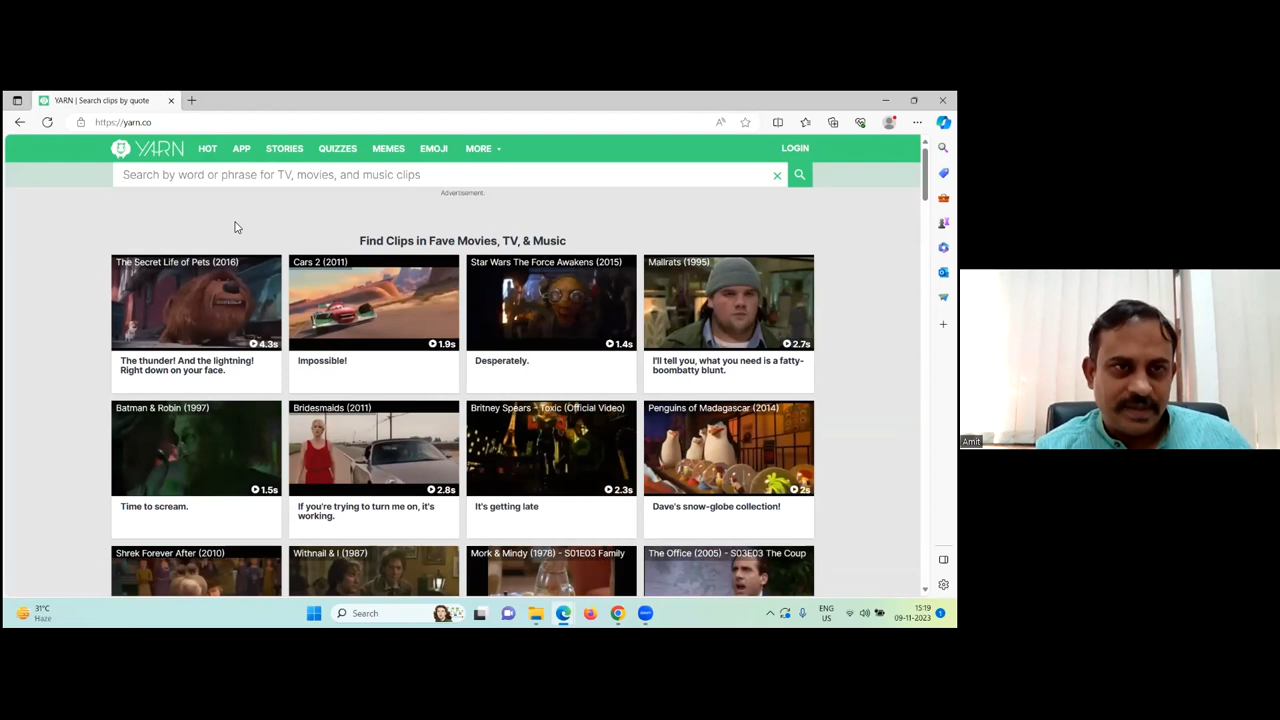 YARN | Search clips by quote
https://yarn.co
YARN
HOT
APP
STORIES
QUIZZES
MEMES
EMOJI
MORE
LOGIN
Search by word or phrase for TV, movies, and music clips
Advertisement:
Find Clips in Fave Movies, TV, & Music
The Secret Life of Pets (2016)
4.3s
The thunder! And the lightning!
Right down on your face.
Cars 2 (2011)
1.9s
Impossible!
Star Wars The Force Awakens (2015)
1.4s
Desperately.
Mallrats (1995)
2.7s
I'll tell you, what you need is a fatty-
boombatty blunt.
Batman & Robin (1997)
1.5s
Time to scream.
Bridesmaids (2011)
2.8s
If you're trying to turn me on, it's
working.
Britney Spears - Toxic (Official Video)
2.3s
It's getting late
Penguins of Madagascar (2014)
2s
Dave's snow-globe collection!
Shrek Forever After (2010)
Withnail & I (1987)
Mork & Mindy (1978) - S01E03 Family
The Office (2005) - S03E03 The Coup
Amit
31°C
Haze
Search
ENG
US
15:19
09-11-2023